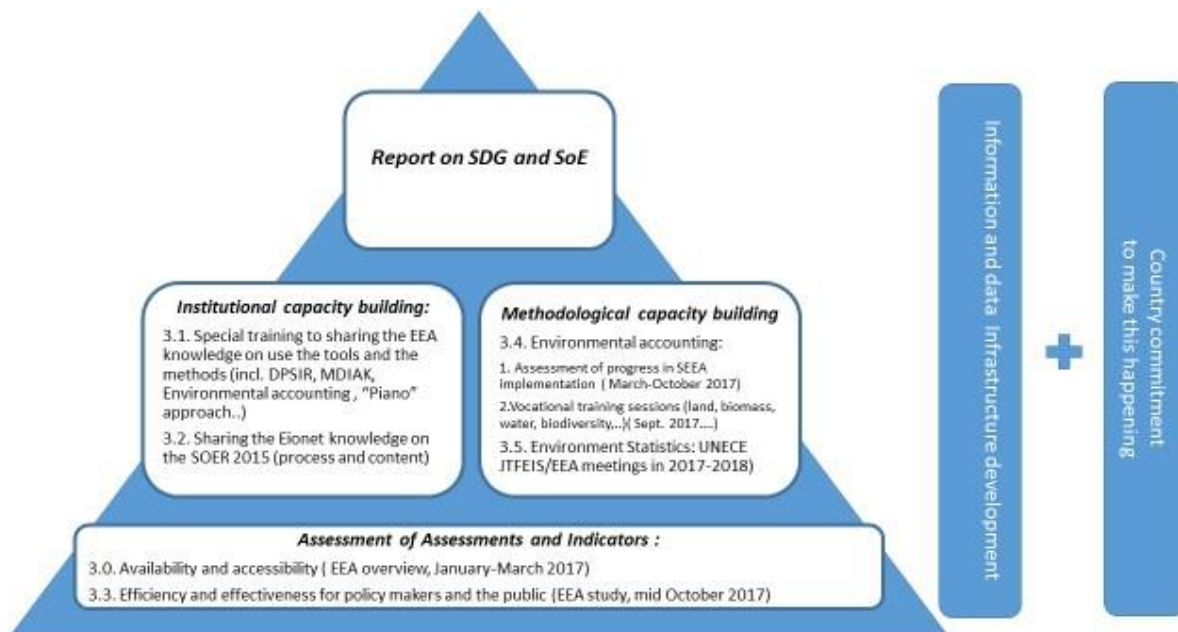 Report on SDG and SoE
Institutional capacity building:
3.1. Special training to sharing the EEA
knowledge on use the tools and the
methods (incl. DPSIR, MDIAK,
Environmental accounting , “Piano”
approach..)
3.2. Sharing the Eionet knowledge on
the SOER 2015 (process and content)
Methodological capacity building
3.4. Environmental accounting:
1. Assessment of progress in SEEA
implementation ( March-October 2017)
2.Vocational training sessions (land, biomass,
water, biodiversity,..)( Sept. 2017....)
3.5. Environment Statistics: UNECE
JTFEIS/EEA meetings in 2017-2018)
Assessment of Assessments and Indicators :
3.0. Availability and accessibility ( EEA overview, January-March 2017)
3.3. Efficiency and effectiveness for policy makers and the public (EEA study, mid October 2017)
Information and data Infrastructure development
Country commitment
to make this happening